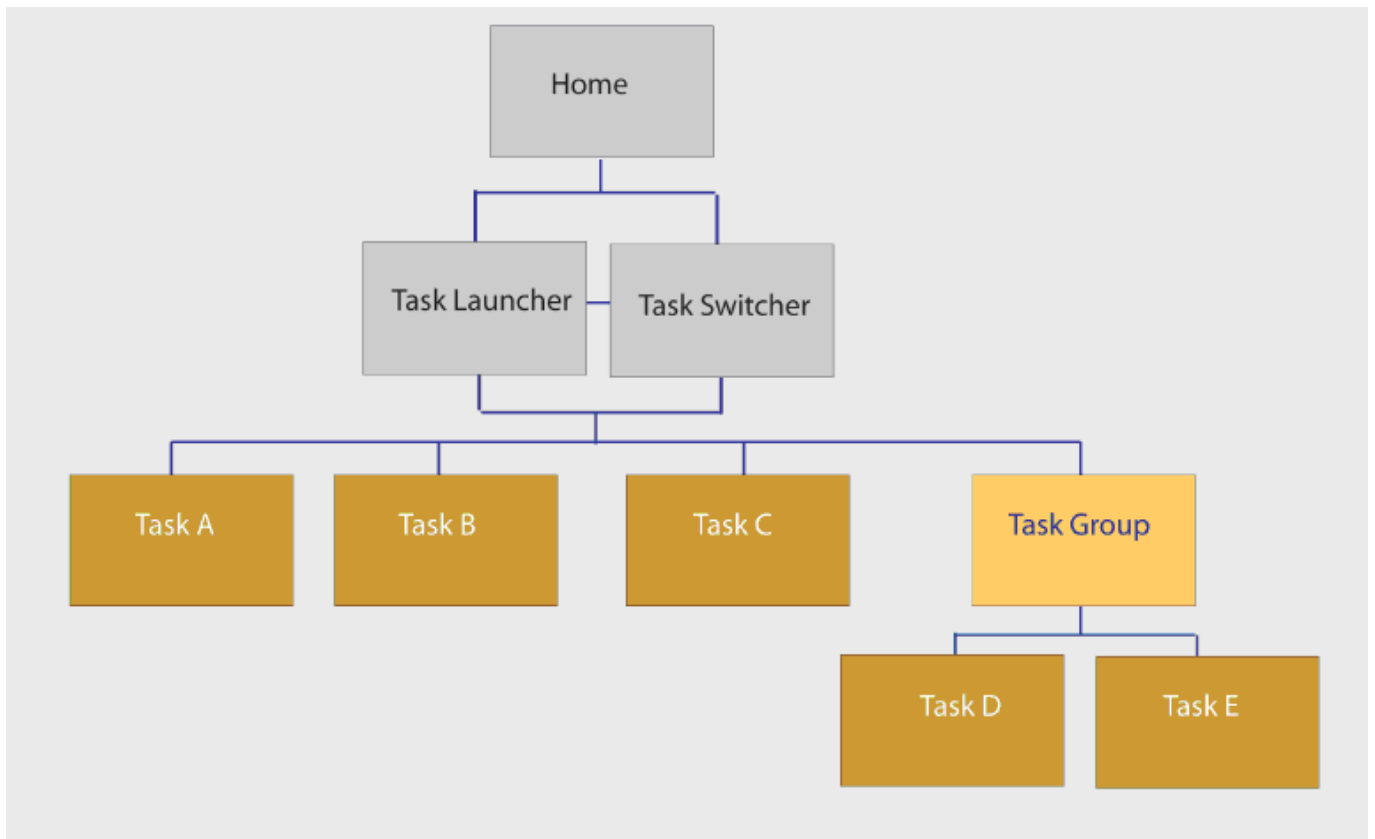 Home
Task Launcher
Task Switcher
Task A
Task B
Task C
Task Group
Task D
Task E